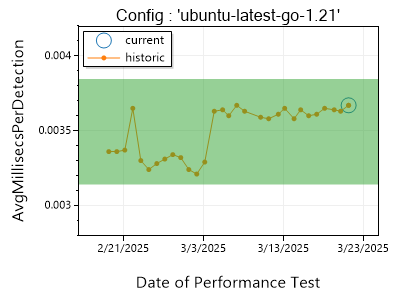 Config : 'ubuntu-latest-go-1.21'
current
historic
AvgMillisecsPerDetection
0.004
0.0035
0.003
2/21/2025
3/3/2025
3/13/2025
3/23/2025
Date of Performance Test